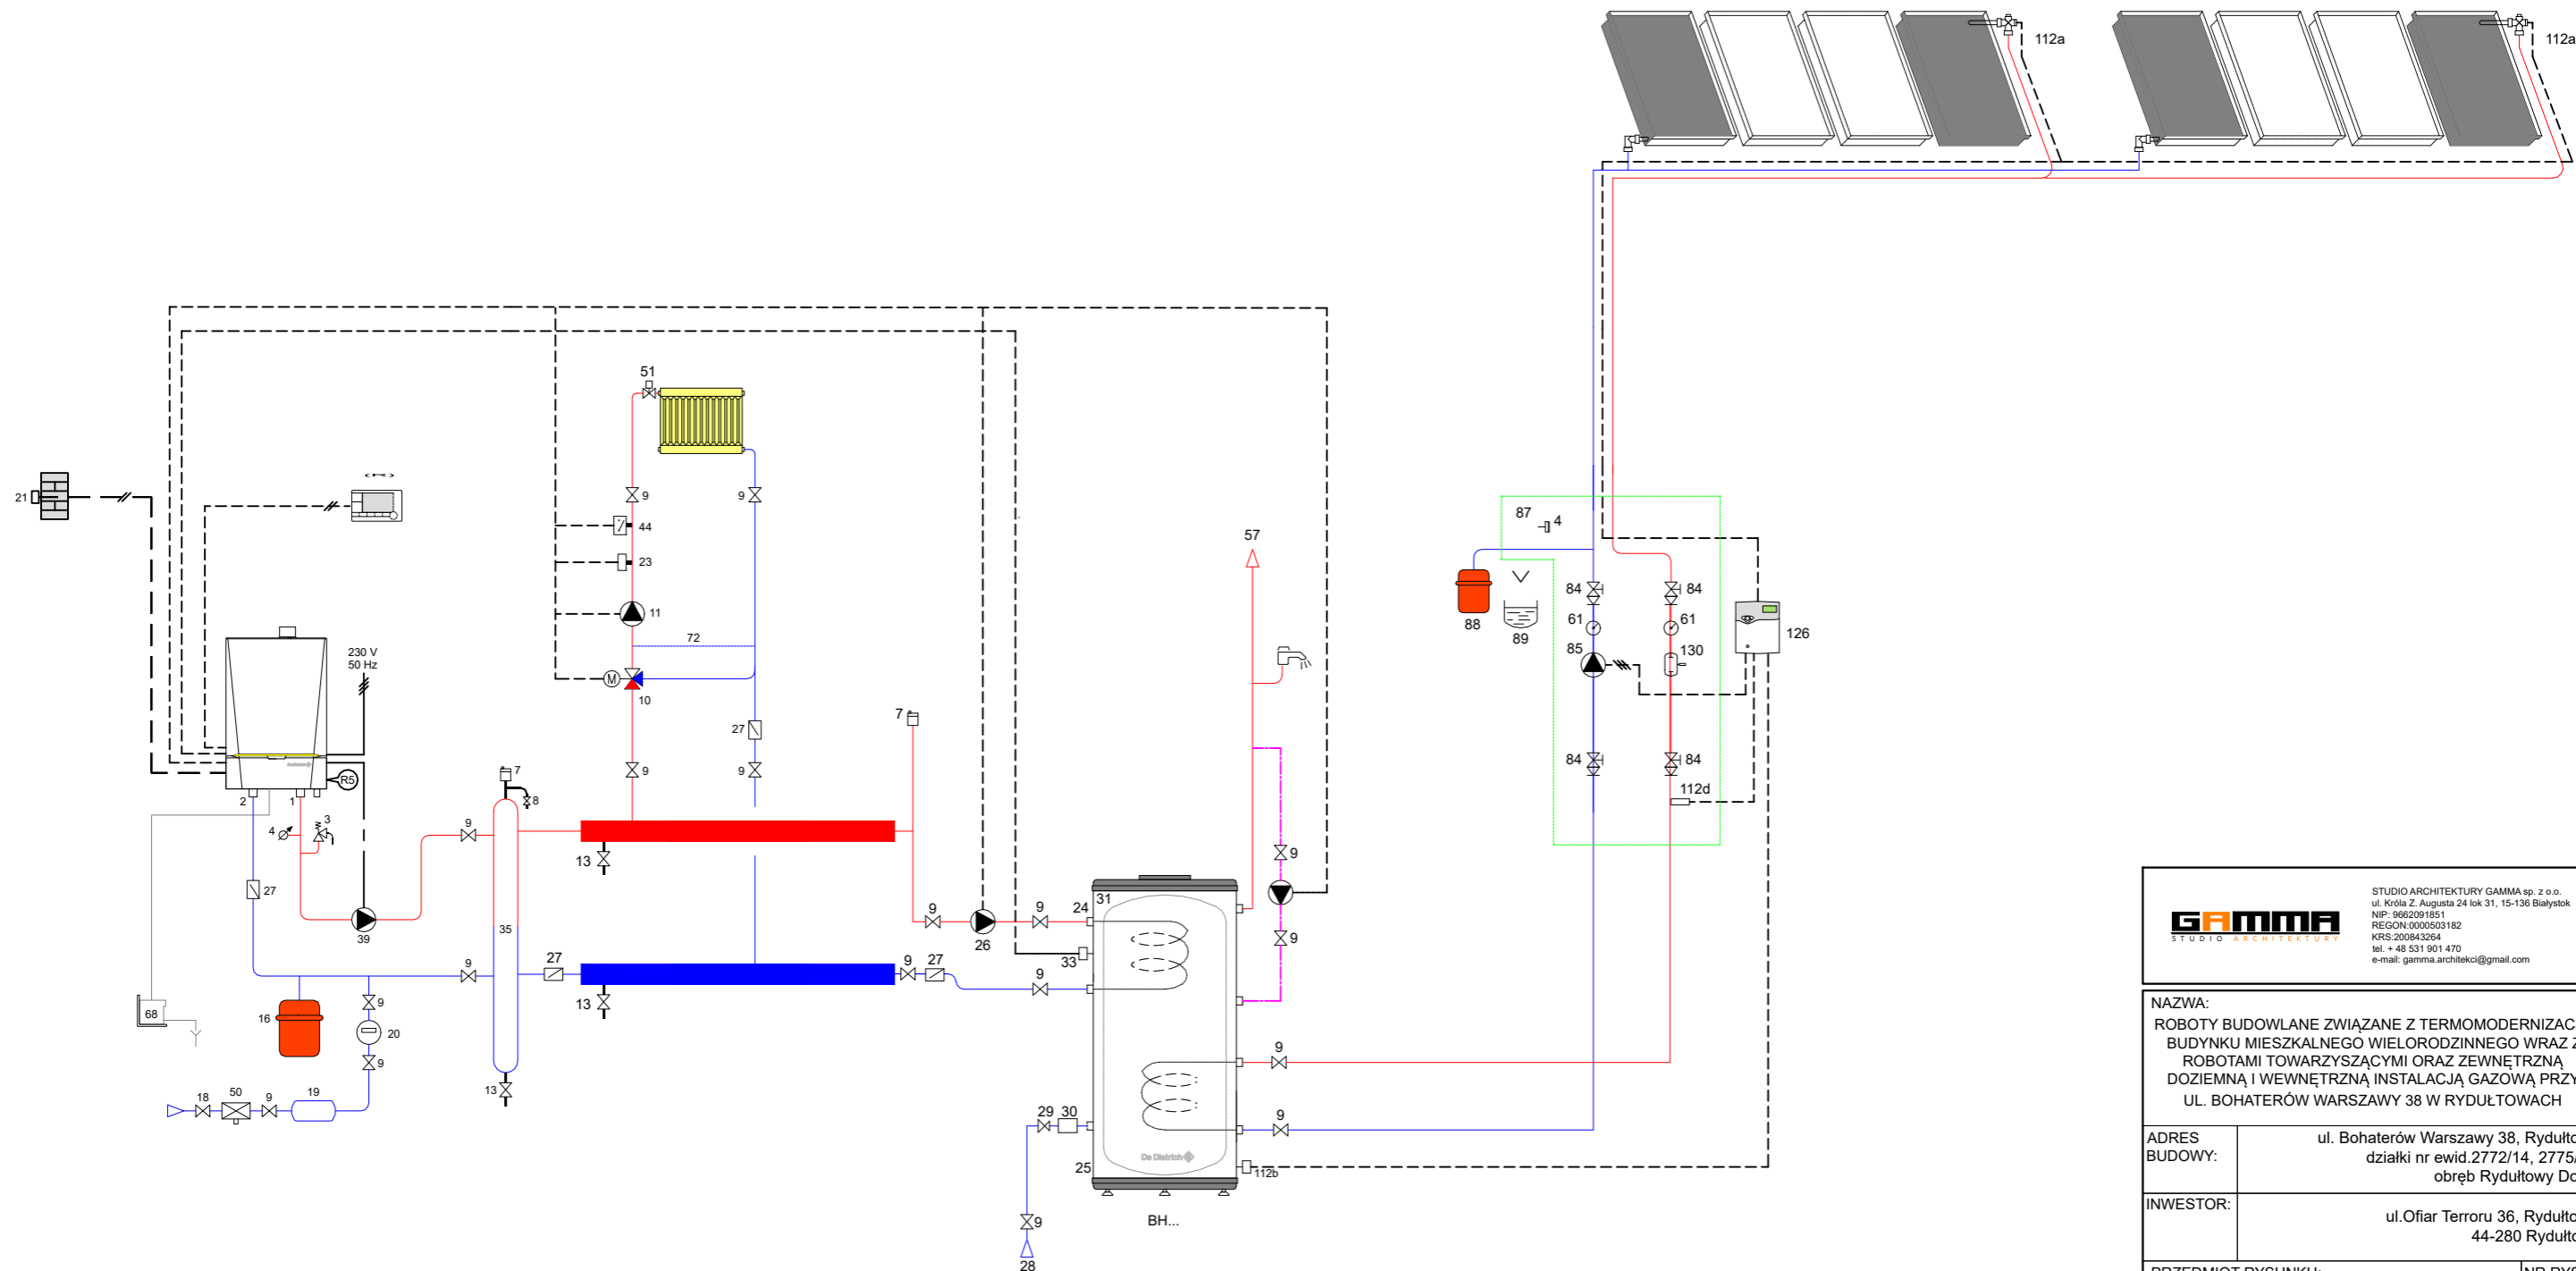 112a
112a
51
21
9
9
44
87
4
23
57
84
84
11
88
89
61
61
126
72
85
130
230 V
50 Hz
M
10
7
27
9
9
84
84
R5
7
2
1
8
112d
4
3
9
13
9
27
31
24
9
9
39
35
26
9
33
9
27
9
27
9
13
16
9
68
20
9
9
13
18
50
9
19
29
30
9
De Dietrich
25
112b
9
BH...
28
GAMMA
STUDIO ARCHITEKTURY
STUDIO ARCHITEKTURY GAMMA sp. z o.o.
ul. Króla Z. Augusta 24 lok 31, 15-136 Białystok
NIP: 9662091851
REGON:0000503182
KRS:200843264
tel. + 48 531 901 470
e-mail: gamma.architekci@gmail.com
NAZWA:
ROBOTY BUDOWLANE ZWIĄZANE Z TERMOMODERNIZAC
BUDYNKU MIESZKALNEGO WIELORODZINNEGO WRAZ Z
ROBOTAMI TOWARZYSZĄCYMI ORAZ ZEWNĘTRZNĄ
DOZIEMNĄ I WEWNĘTRZNĄ INSTALACJĄ GAZOWĄ PRZY
UL. BOHATERÓW WARSZAWY 38 W RYDUŁTOWACH
ADRES
BUDOWY:
ul. Bohaterów Warszawy 38, Rydułto
działki nr ewid.2772/14, 2775/
obręb Rydułtowy Do
INWESTOR:
ul.Ofiar Terroru 36, Rydułto
44-280 Rydułto